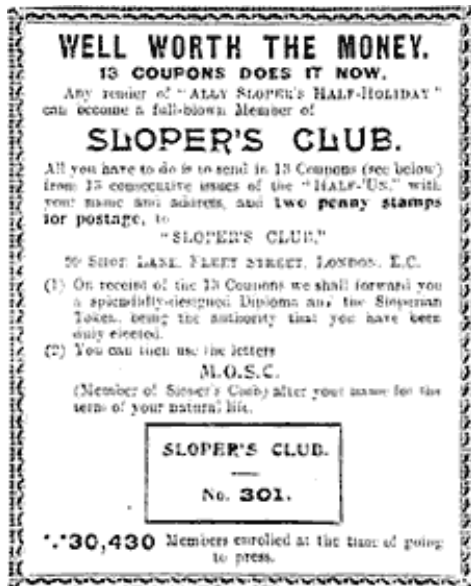 WELL WORTH THE MONEY.
13 COUPONS DOES IT NOW.
Any reader of "ALLY SLOPER'S HALF-HOLIDAY"
can become a full-blown Member of
SLOPER'S CLUB.
All you have to do is to send in 13 Coupons (see below)
from 13 consecutive issues of the "HALF-'UN," with
your name and address, and two penny stamps
for postage, to
"SLOPER'S CLUB,"
SHOE LANE, FLEET STREET, LONDON, E.C.
(1) On receipt of the 13 Coupons we shall forward you
a splendidly-designed Diploma and the Sloperian
Token, being the authority that you have been
duly elected.
(2) You can then use the letters
M.O.S.C.
(Member of Sloper's Club) after your name for the
term of your natural life.
SLOPER'S CLUB.
No. 301.
30,430 Members enrolled at the time of going
to press.